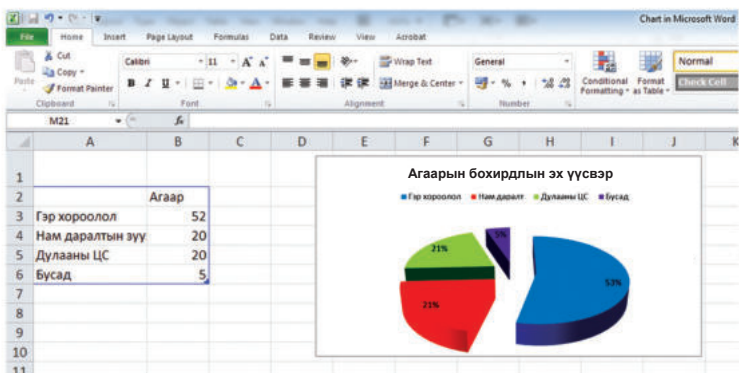 Chart in Microsoft Word
File Home Insert Page Layout Formulas Data Review View Acrobat
Cut
Copy
Format Painter
Paste
Calibri 11 A A
B I U A
Wrap Text
Merge & Center
General
% ,
Conditional Formatting
Format as Table
Normal
Check Cell
Clipboard Font Alignment Number
M21 fx
A B C D E F G H I J K
1 Агаарын бохирдлын эх үүсвэр
2 Агаар Гэр хороолол Нам даралт Дулааны ЦС Бусад
3 Гэр хороолол 52
4 Нам даралтын зуу 20
5 Дулааны ЦС 20
6 Бусад 5
7
8
9
10
11
5%
21%
53%
21%